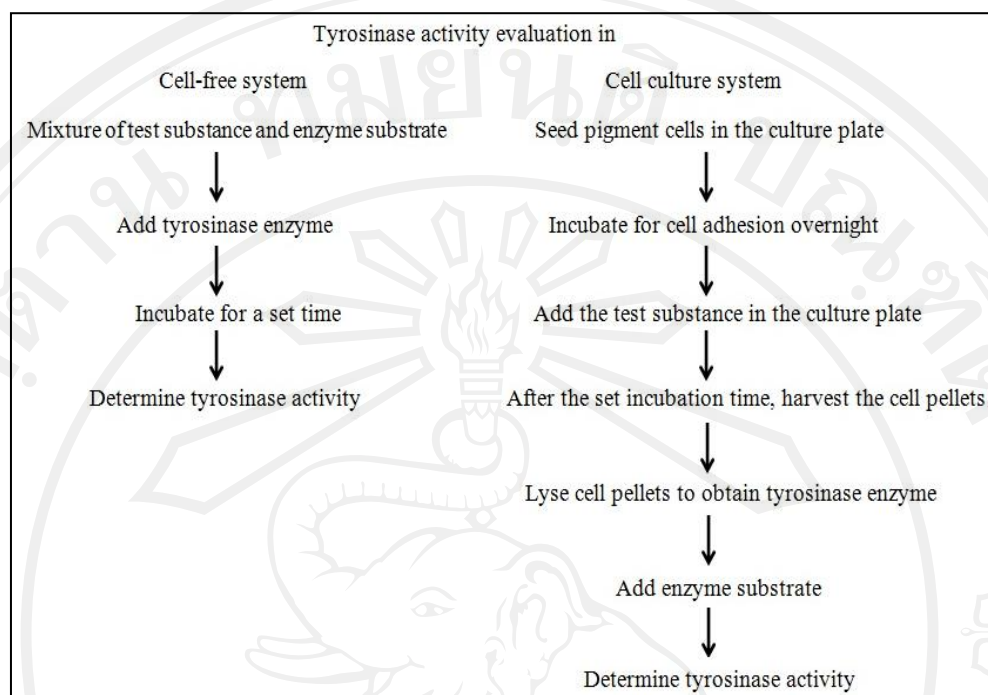 Tyrosinase activity evaluation in
Cell-free system
Mixture of test substance and enzyme substrate
Add tyrosinase enzyme
Incubate for a set time
Determine tyrosinase activity
Cell culture system
Seed pigment cells in the culture plate
Incubate for cell adhesion overnight
Add the test substance in the culture plate
After the set incubation time, harvest the cell pellets
Lyse cell pellets to obtain tyrosinase enzyme
Add enzyme substrate
Determine tyrosinase activity